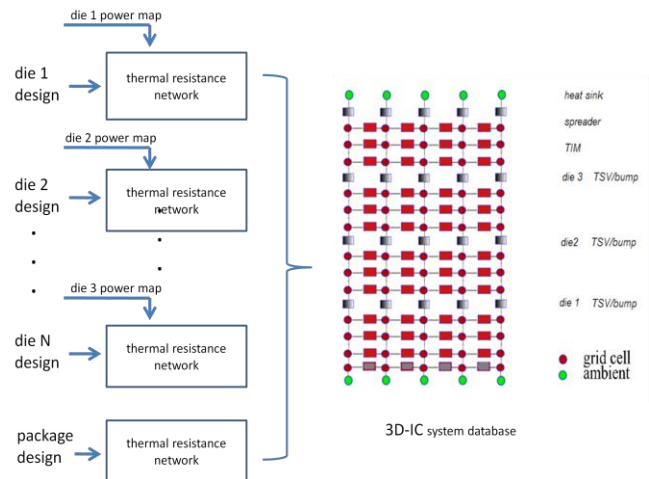 die 1 power map
die 1
design
thermal resistance
network
die 2 power map
die 2
design
thermal resistance
network
die 3 power map
die N
design
thermal resistance
network
package
design
thermal resistance
network
heat sink
spreader
TIM
die 3 TSV/bump
die2 TSV/bump
die 1 TSV/bump
grid cell
ambient
3D-IC system database